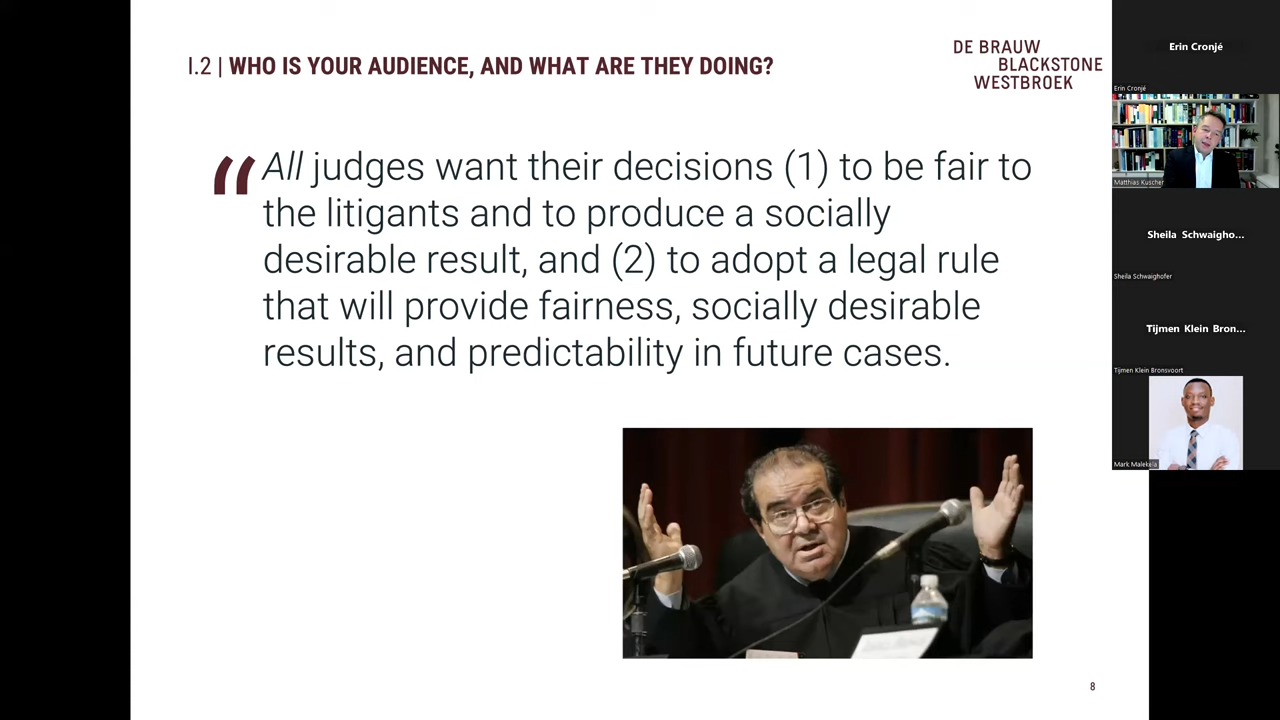 I.2 | WHO IS YOUR AUDIENCE, AND WHAT ARE THEY DOING?
DE BRAUW
BLACKSTONE
WESTBROEK
“ All judges want their decisions (1) to be fair to
the litigants and to produce a socially
desirable result, and (2) to adopt a legal rule
that will provide fairness, socially desirable
results, and predictability in future cases.
8
Erin Cronjé
Erin Cronjé
Matthias Kuscher
Sheila Schwaigho...
Sheila Schwaighofer
Tijmen Klein Bron...
Tijmen Klein Bronsvoort
Mark Malekela